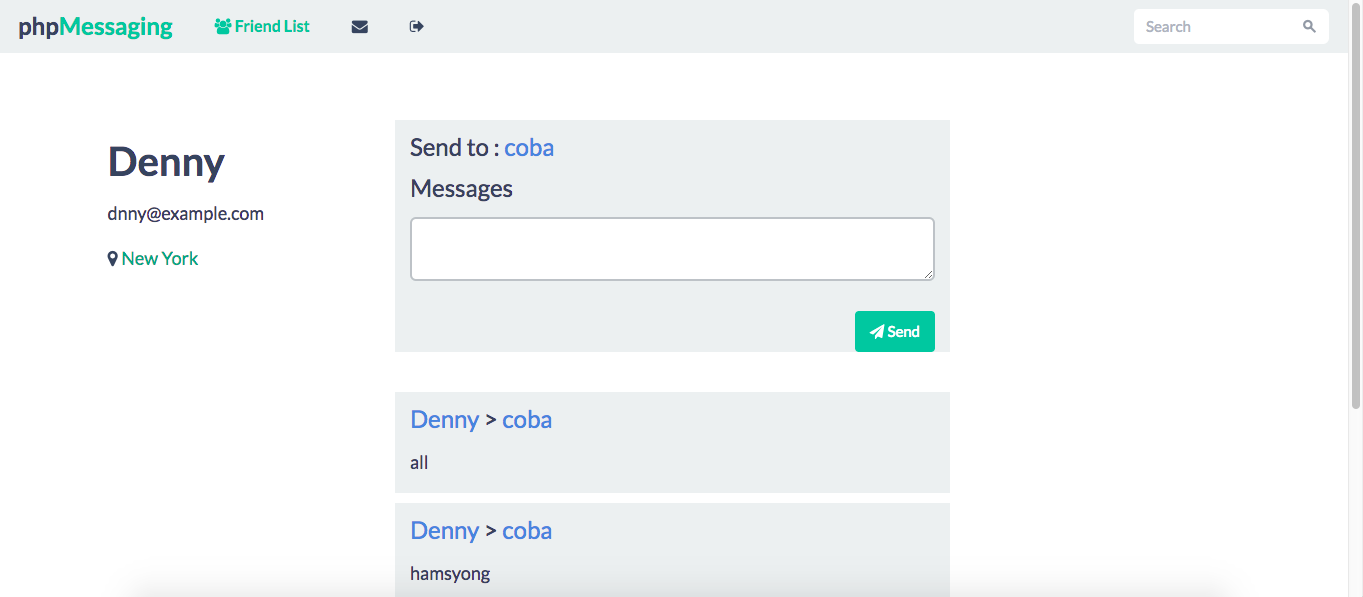 phpMessaging
Friend List
Search
Denny
dnny@example.com
New York
Send to : coba
Messages
Send
Denny > coba
all
Denny > coba
hamsyong